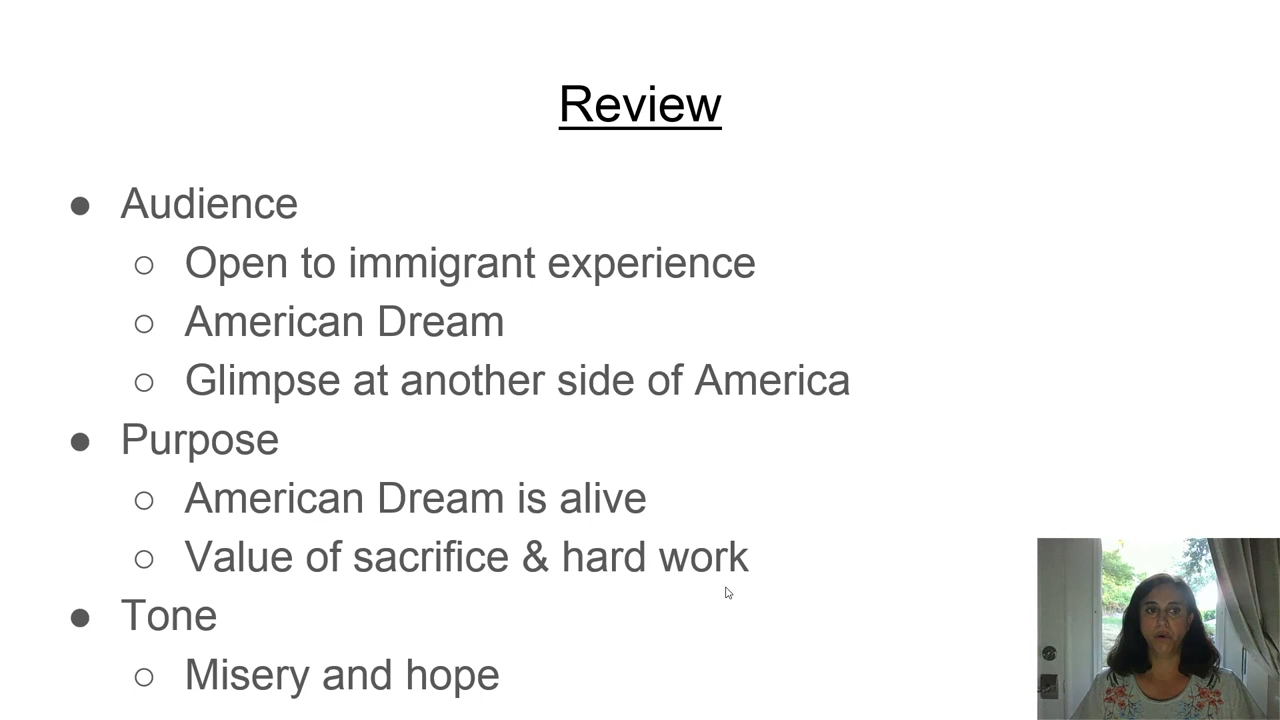 Review
● Audience
○ Open to immigrant experience
○ American Dream
○ Glimpse at another side of America
● Purpose
○ American Dream is alive
○ Value of sacrifice & hard work
● Tone
○ Misery and hope